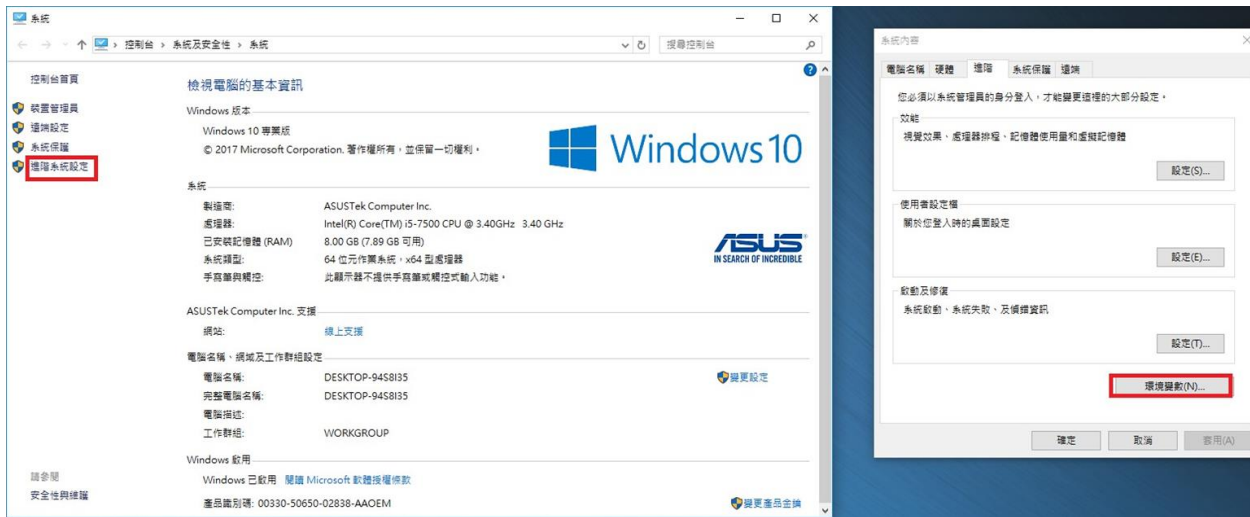 系統
控制台 › 系統及安全性 › 系統
搜尋控制台
控制台首頁
裝置管理員
遠端設定
系統保護
進階系統設定
檢視電腦的基本資訊
Windows 版本
Windows 10 專業版
© 2017 Microsoft Corporation. 著作權所有，並保留一切權利。
Windows 10
系統
製造商: ASUSTek Computer Inc.
處理器: Intel(R) Core(TM) i5-7500 CPU @ 3.40GHz 3.40 GHz
已安裝記憶體 (RAM) 8.00 GB (7.89 GB 可用)
系統類型: 64 位元作業系統，x64 型處理器
手寫筆與觸控: 此顯示器不提供手寫筆或觸控式輸入功能。
ASUS
IN SEARCH OF INCREDIBLE
ASUSTek Computer Inc. 支援
網站: 線上支援
電腦名稱、網域及工作群組設定
電腦名稱: DESKTOP-94S8I35
變更設定
完整電腦名稱: DESKTOP-94S8I35
電腦描述:
工作群組: WORKGROUP
Windows 啟用
Windows 已啟用 閱讀 Microsoft 軟體授權條款
產品識別碼: 00330-50650-02838-AAOEM
變更產品金鑰
請參閱
安全性與維護
系統內容
電腦名稱 硬體 進階 系統保護 遠端
您必須以系統管理員的身分登入，才能變更這裡的大部分設定。
效能
視覺效果、處理器排程、記憶體使用量和虛擬記憶體
設定(S)...
使用者設定檔
關於您登入時的桌面設定
設定(E)...
啟動及修復
系統啟動、系統失敗、及偵錯資訊
設定(T)...
環境變數(N)...
確定 取消 套用(A)